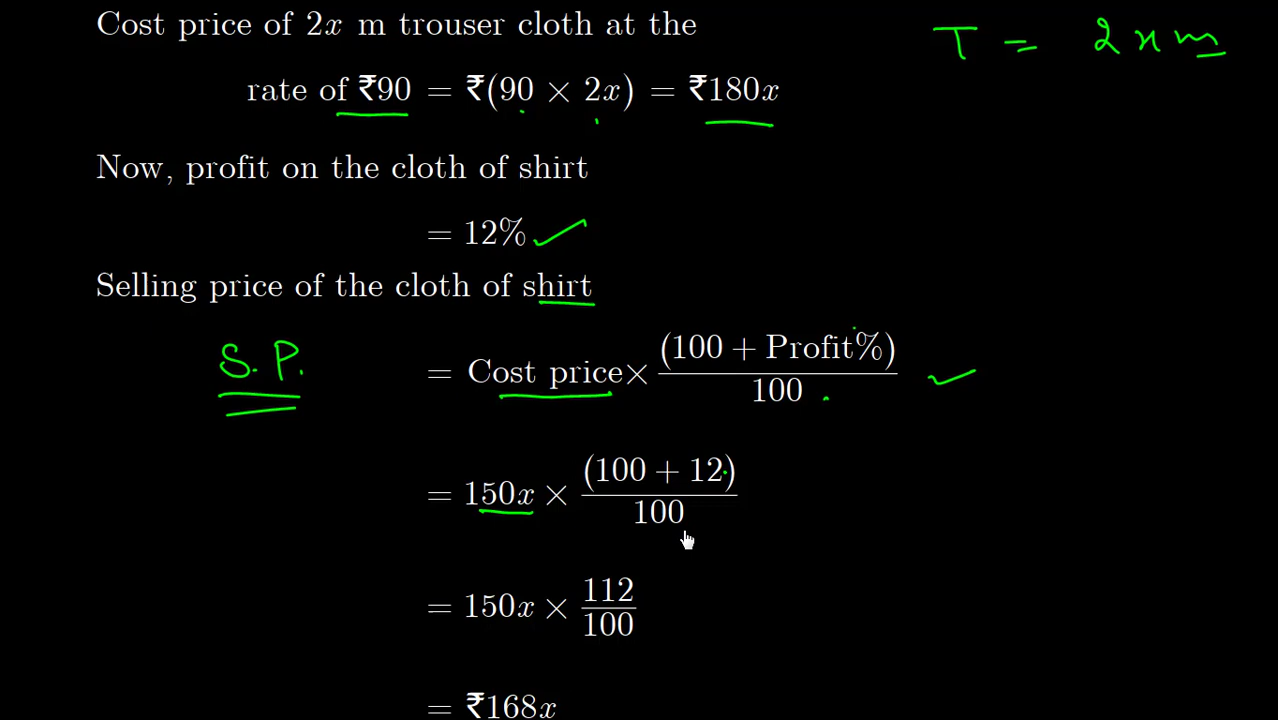 Cost price of 2x m trouser cloth at the
T = 2xm
rate of ₹90 = ₹(90 × 2x) = ₹180x
Now, profit on the cloth of shirt
= 12%
Selling price of the cloth of shirt
S.P. = Cost price × (100 + Profit%) / 100
= 150x × (100 + 12) / 100
= 150x × 112 / 100
= ₹168x